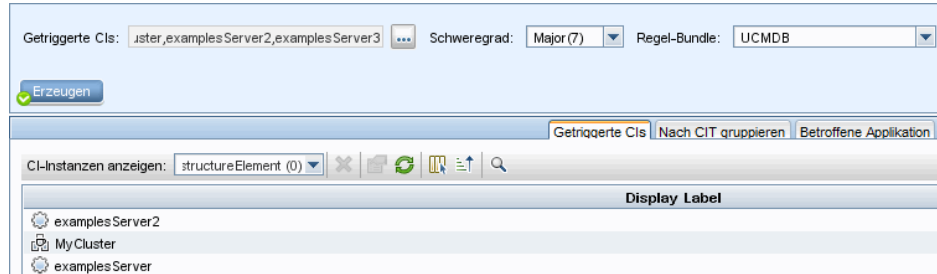 Getriggerte CIs: uster,examplesServer2,examplesServer3 ... Schweregrad: Major(7) Regel-Bundle: UCMDB
Erzeugen
Getriggerte CIs Nach CIT gruppieren Betroffene Applikation
CI-Instanzen anzeigen: structureElement (0)
Display Label
examplesServer2
MyCluster
examplesServer